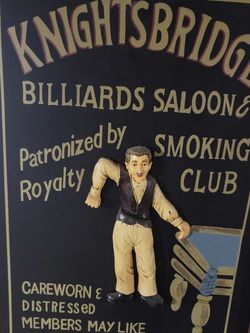 KNIGHTSBRIDGE
BILLIARDS SALOON &
Patronized by SMOKING
Royalty CLUB
CAREWORN &
DISTRESSED
MEMBERS MAY LIKE